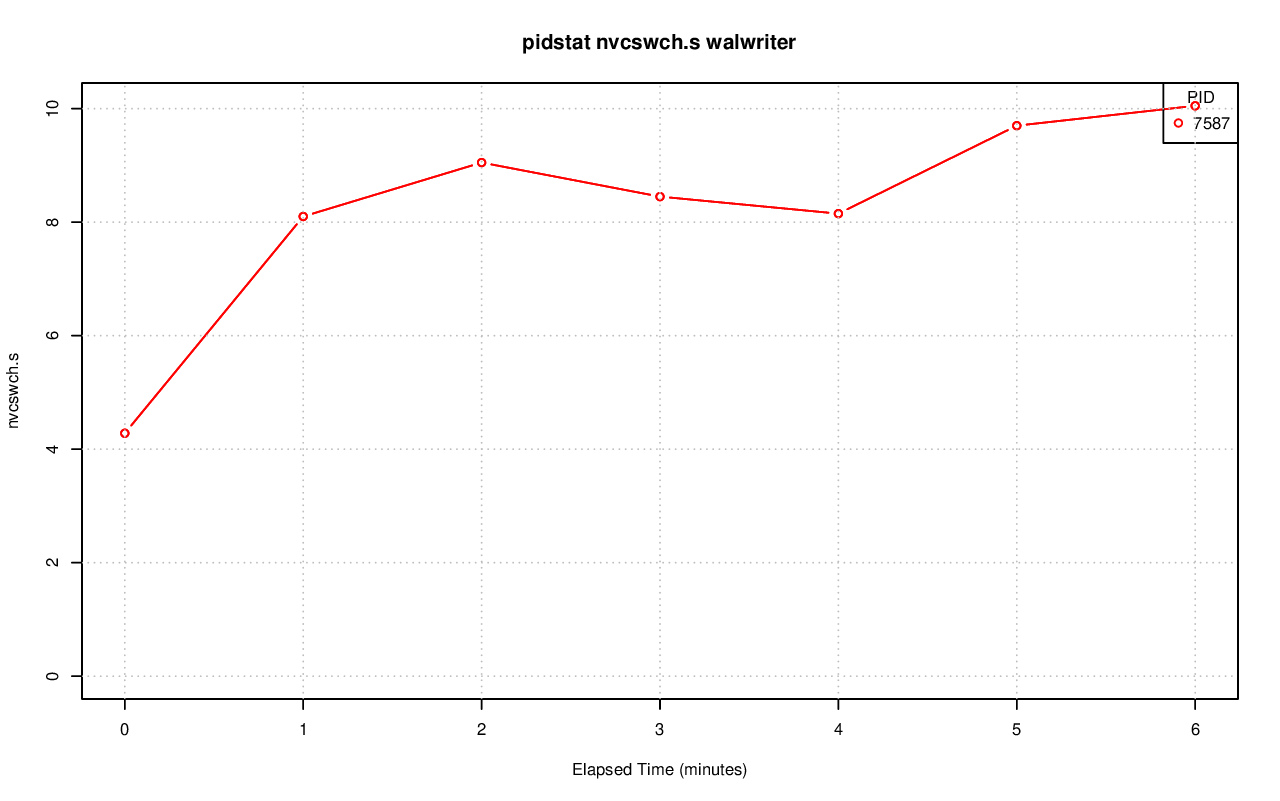 pidstat nvcswch.s walwriter
PID
7587
10
8
6
4
2
0
nvcswch.s
0 1 2 3 4 5 6
Elapsed Time (minutes)